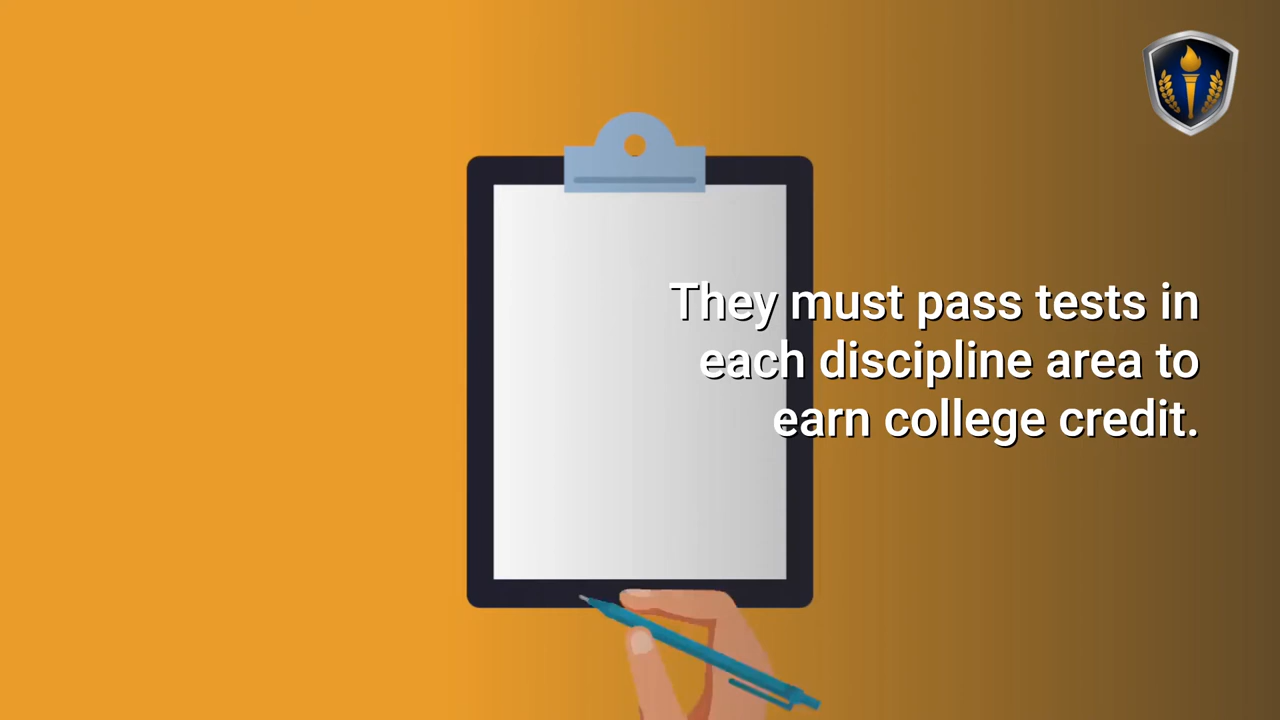 They must pass tests in
each discipline area to
earn college credit.